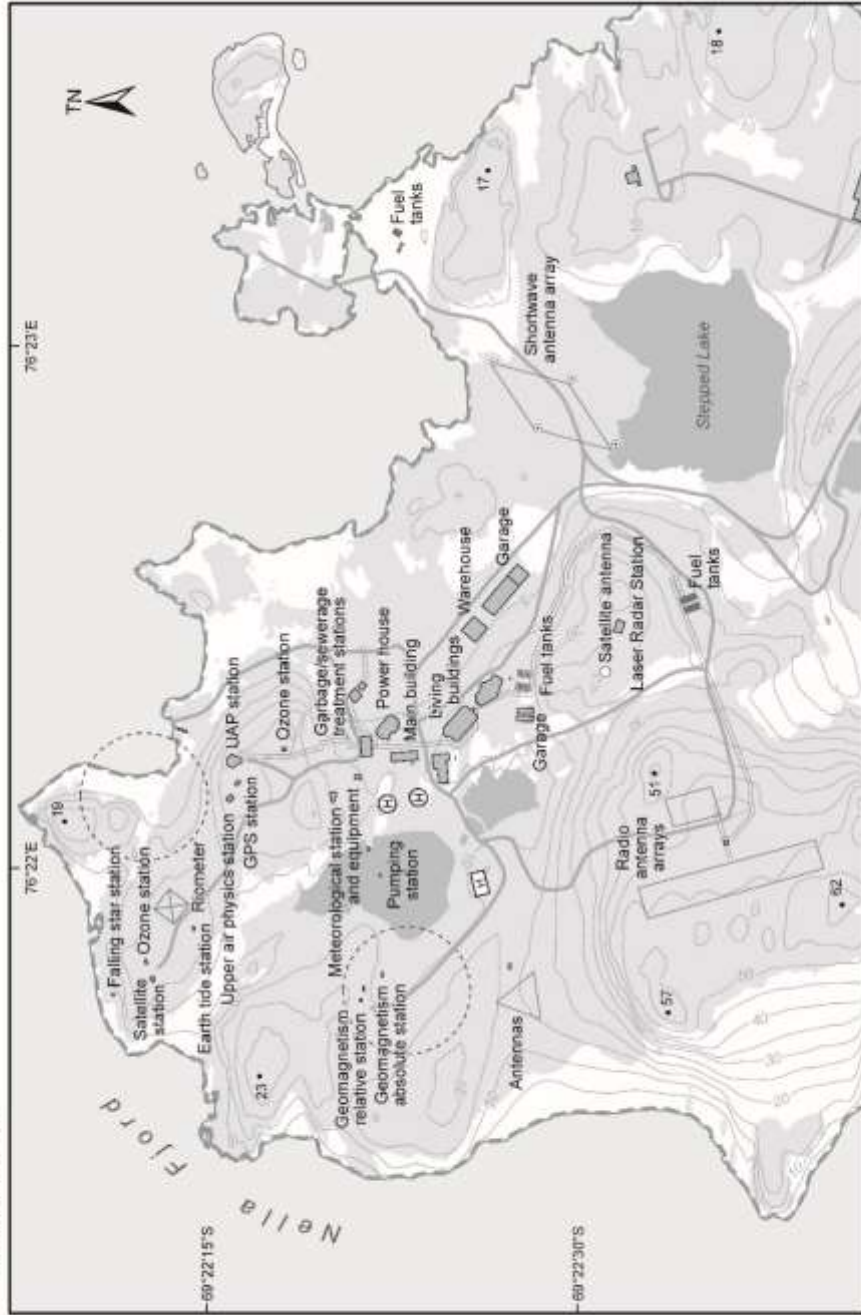 TN
76°22'E
76°23'E
69°22'15"S
69°22'30"S
Nella Fjord
19
Falling star station
Ozone station
Satellite
station
Riometer
Earth tide station
Upper air physics station
GPS station
UAP station
Ozone station
23
Garbage/sewerage
treatment stations
Power house
Main building
Meteorological station
and equipment
Pumping
station
H
H
H
Geomagnetism
relative station
Geomagnetism
absolute station
Antennas
Living
buildings
Warehouse
Garage
Garage
Fuel tanks
Fuel
tanks
17
18
Shortwave
antenna array
Stepped Lake
Satellite antenna
Laser Radar Station
Fuel
tanks
Radio
antenna
arrays
51
57
62
40
30
20
10